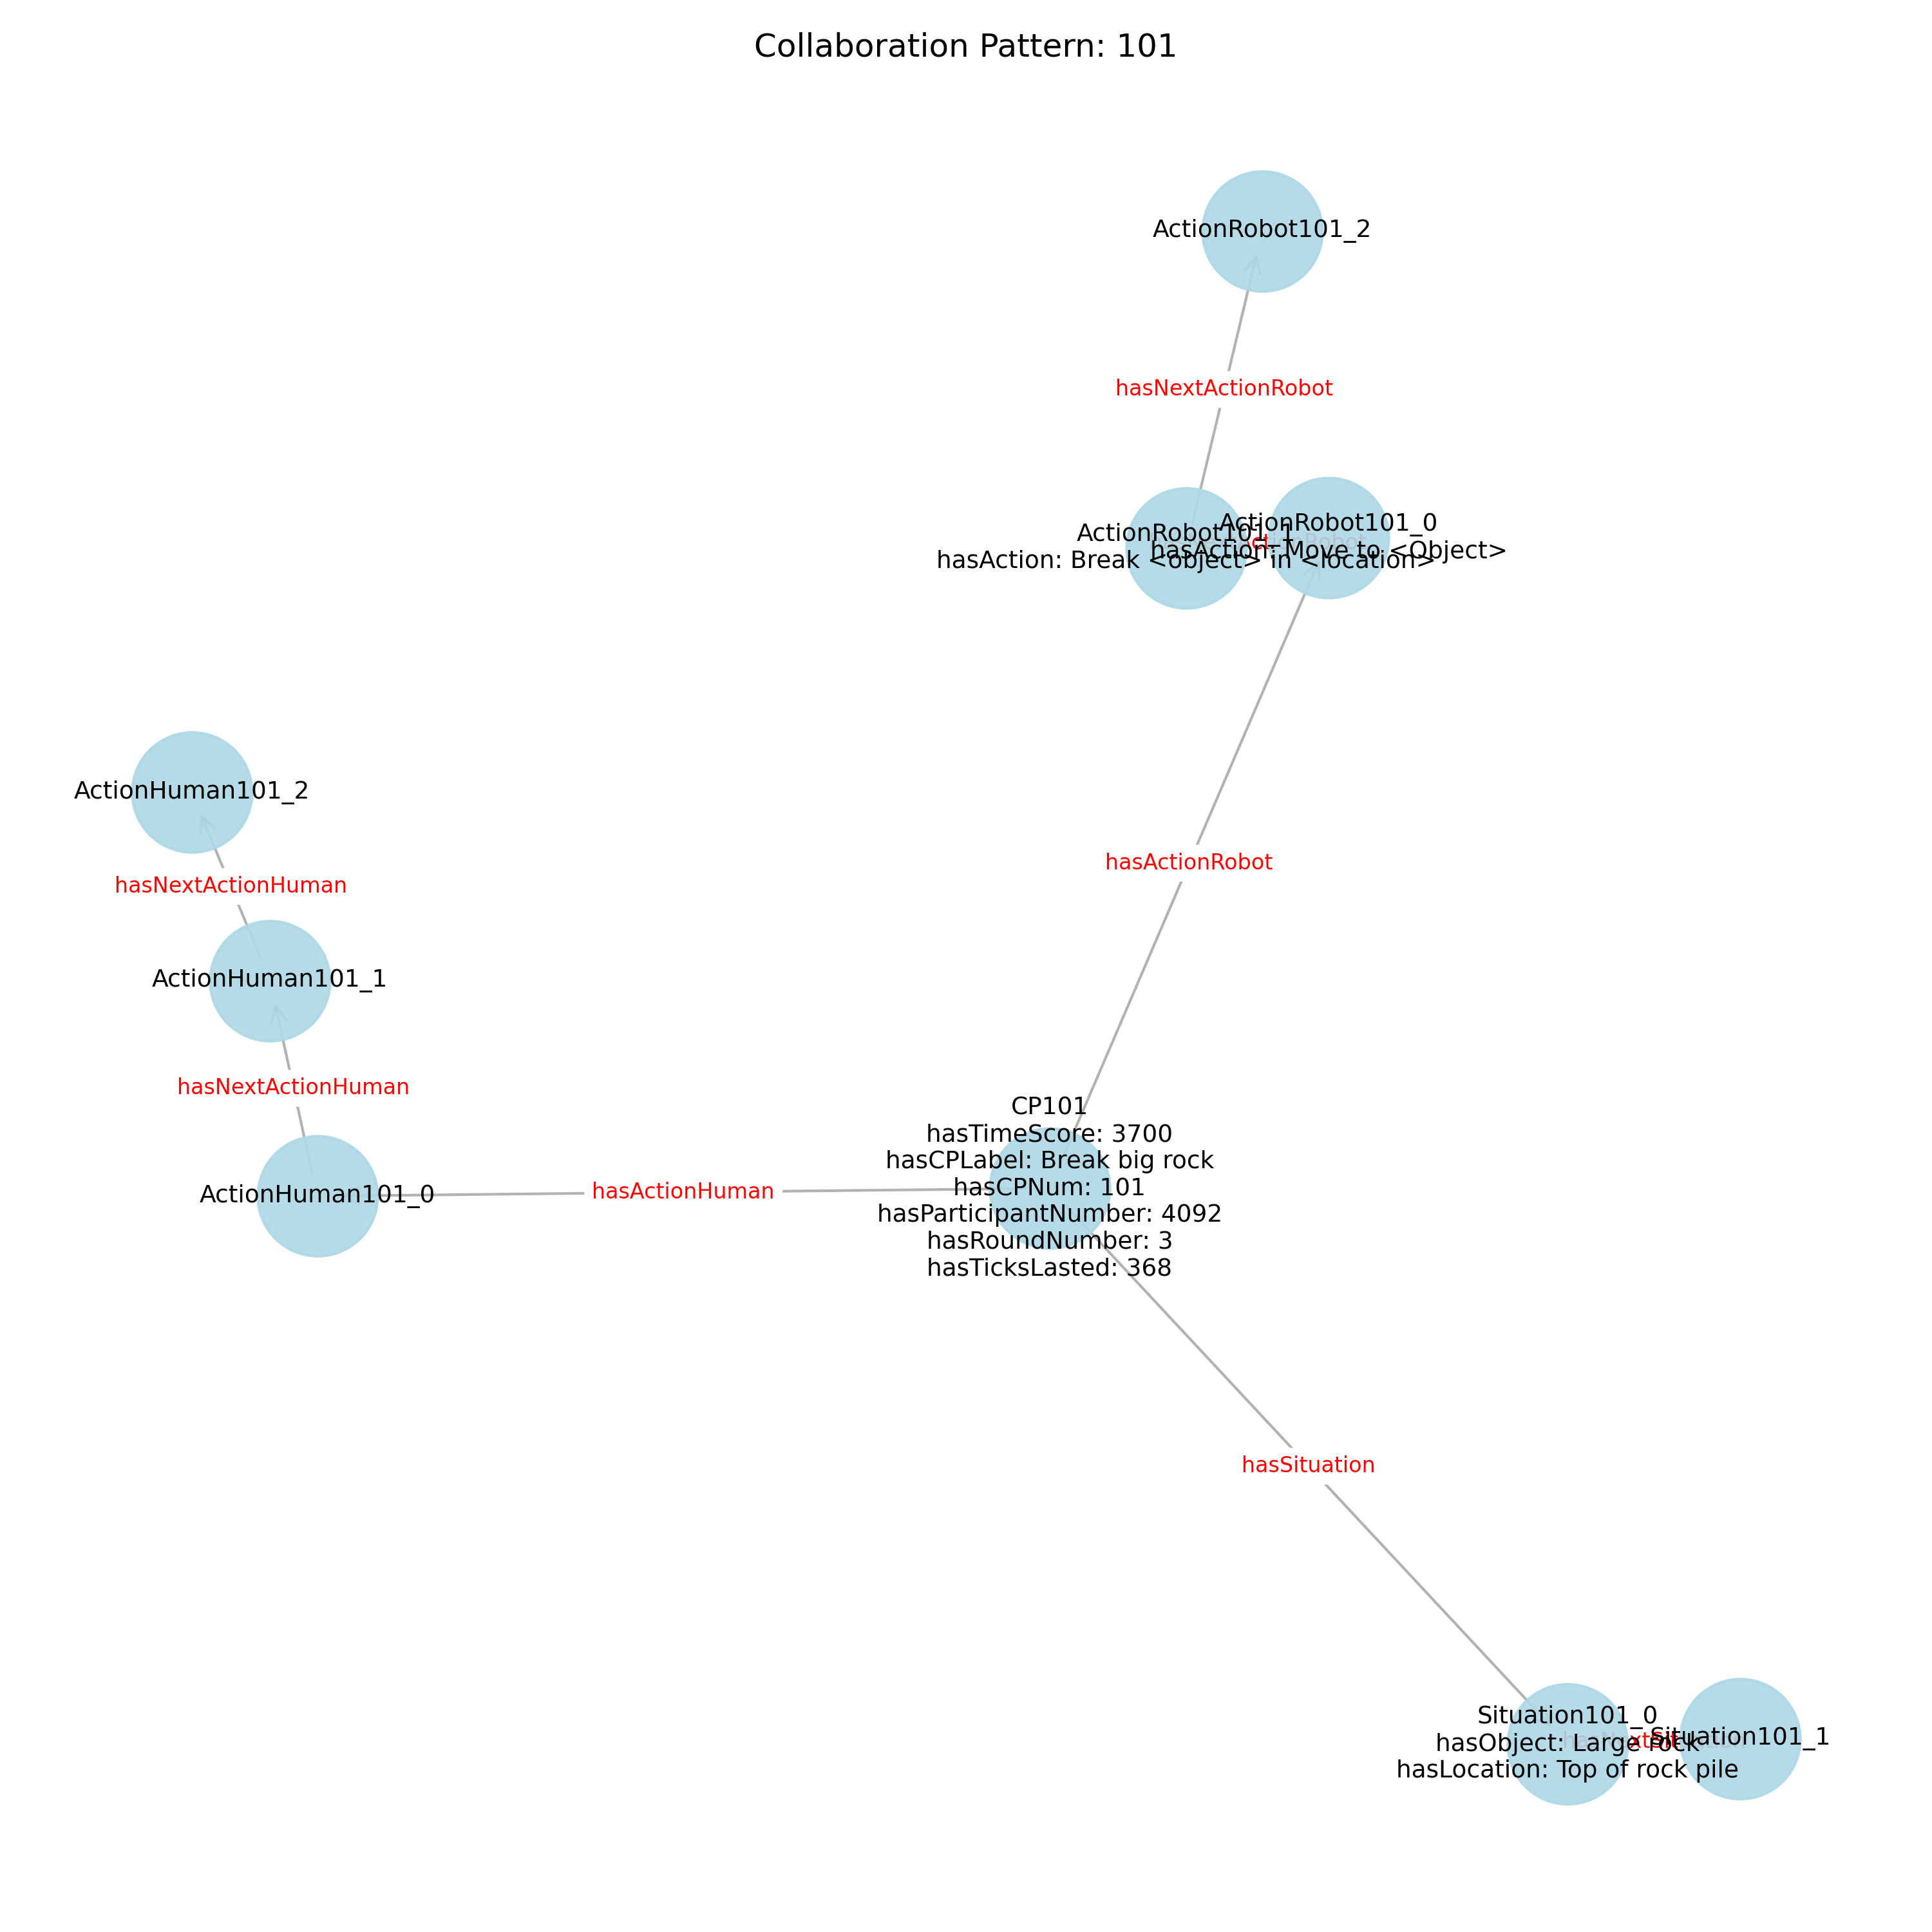 Collaboration Pattern: 101
ActionRobot101_2
hasNextActionRobot
ActionRobot101_0
hasAction: Move to <Object>
ActionRobot101_1
hasAction: Break <object> in <location>
ActionHuman101_2
hasActionRobot
hasNextActionHuman
ActionHuman101_1
hasNextActionHuman
CP101
hasTimeScore: 3700
hasCPLabel: Break big rock
hasCPNum: 101
hasParticipantNumber: 4092
hasRoundNumber: 3
hasTicksLasted: 368
hasActionHuman
ActionHuman101_0
hasSituation
Situation101_0
hasObject: Large rock
hasLocation: Top of rock pile
Situation101_1